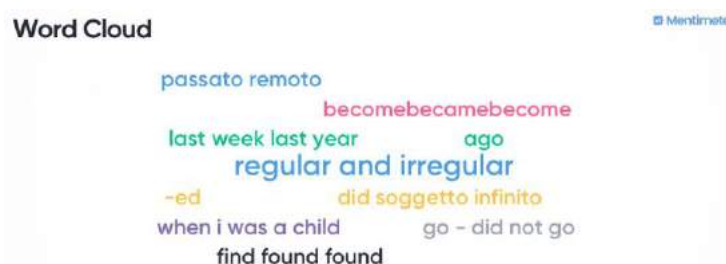 Word Cloud
Mentimete
passato remoto
becomebecamebecome
last week last year
ago
regular and irregular
-ed
did soggetto infinito
when i was a child
go - did not go
find found found